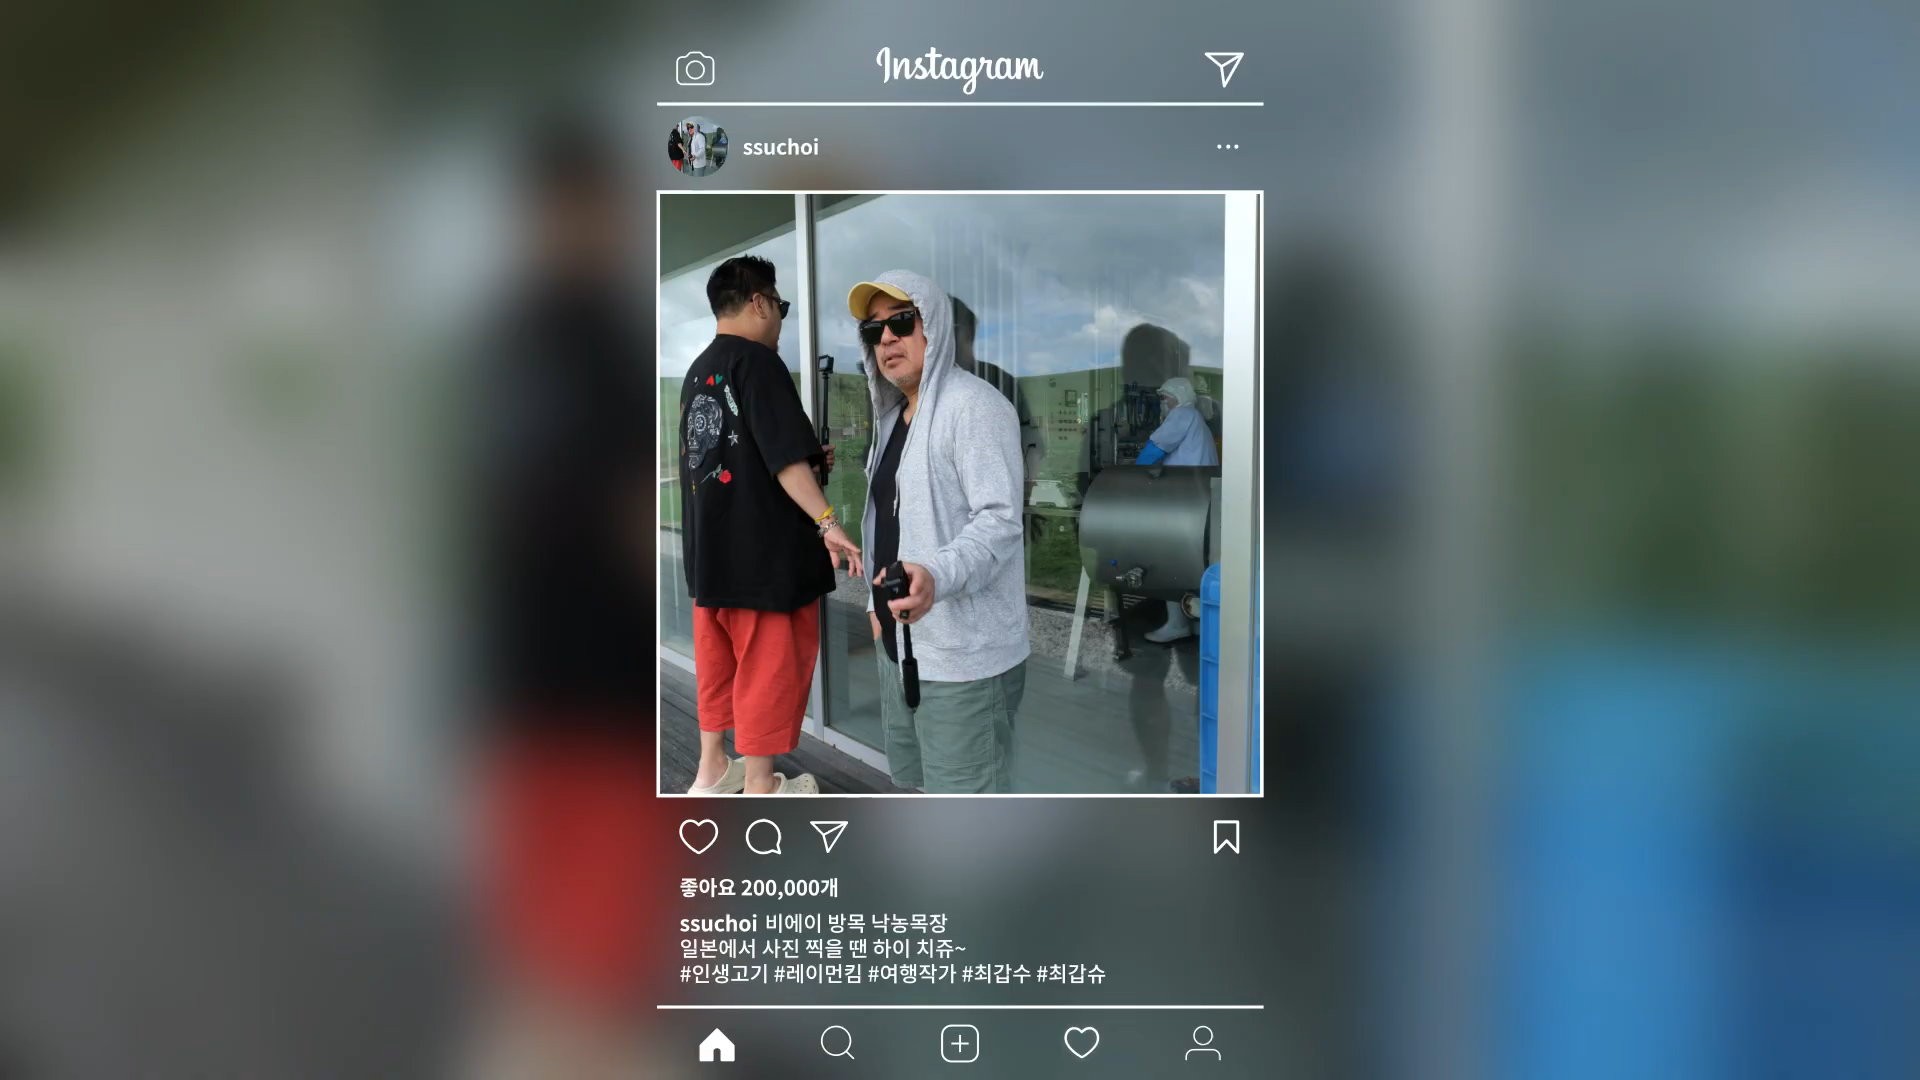 Instagram
ssuchoi
좋아요 200,000개
ssuchoi 비에이 방목 낙농목장
일본에서 사진 찍을 땐 하이 치쥬~
#인생고기 #레이먼킴 #여행작가 #최갑수 #최갑슈